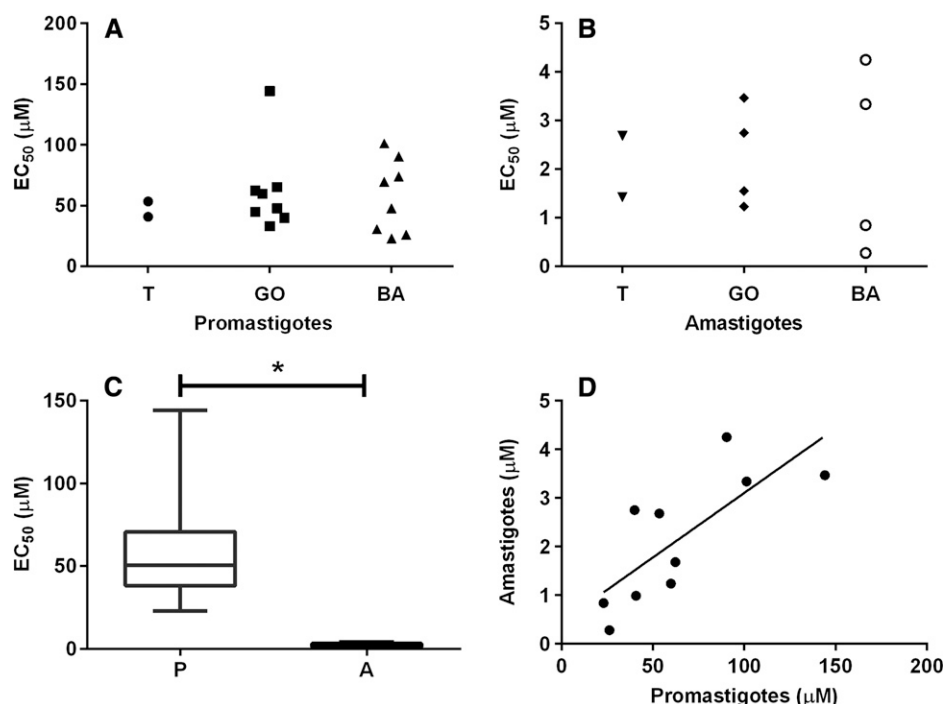 A
200
150
100
50
0
EC50 (μM)
T GO BA
Promastigotes
B
5
4
3
2
1
0
EC50 (μM)
T GO BA
Amastigotes
C
*
150
100
50
0
EC50 (μM)
P A
D
5
4
3
2
1
0
Amastigotes (μM)
0 50 100 150 200
Promastigotes (μM)